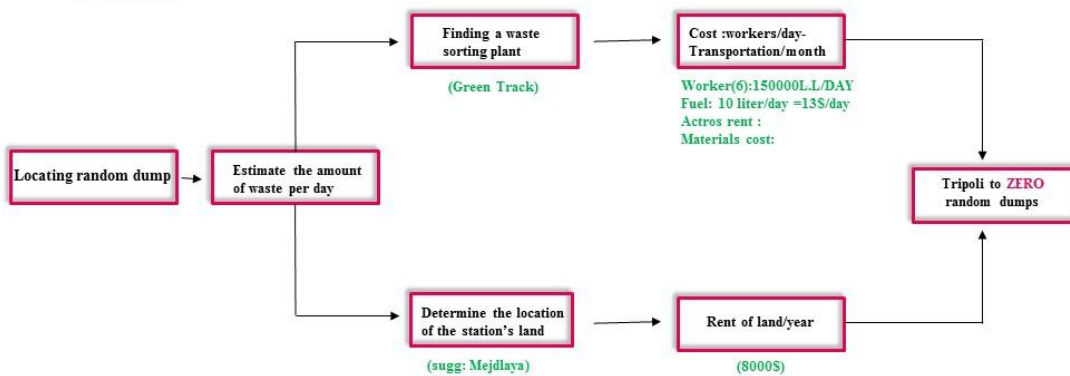 Finding a waste
sorting plant
(Green Track)
Cost :workers/day-
Transportation/month
Worker(6):150000L.L/DAY
Fuel: 10 liter/day =13$/day
Actros rent :
Materials cost:
Locating random dump
Estimate the amount
of waste per day
Tripoli to ZERO
random dumps
Determine the location
of the station's land
(sugg: Mejdlaya)
Rent of land/year
(8000$)